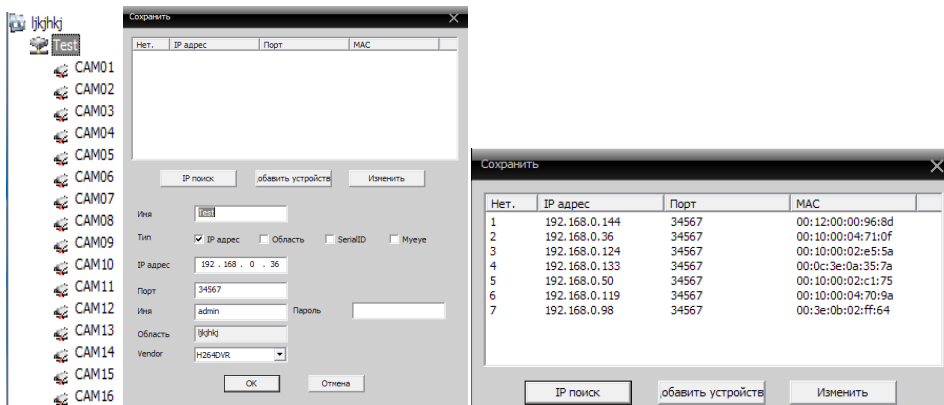 ljkjhkj
Test
CAM01
CAM02
CAM03
CAM04
CAM05
CAM06
CAM07
CAM08
CAM09
CAM10
CAM11
CAM12
CAM13
CAM14
CAM15
CAM16
Сохранить
Нет. IP адрес Порт MAC
IP поиск обавить устройств Изменить
Имя Test
Тип IP адрес Область SerialID Myeye
IP адрес 192 . 168 . 0 . 36
Порт 34567
Имя admin Пароль
Область ljkjhkj
Vendor H264DVR
OK Отмена
Сохранить
Нет. IP адрес Порт MAC
1 192.168.0.144 34567 00:12:00:00:96:8d
2 192.168.0.36 34567 00:10:00:04:71:0f
3 192.168.0.124 34567 00:10:00:02:e5:5a
4 192.168.0.133 34567 00:0c:3e:0a:35:7a
5 192.168.0.50 34567 00:10:00:02:c1:75
6 192.168.0.119 34567 00:10:00:04:70:9a
7 192.168.0.98 34567 00:3e:0b:02:ff:64
IP поиск обавить устройств Изменить